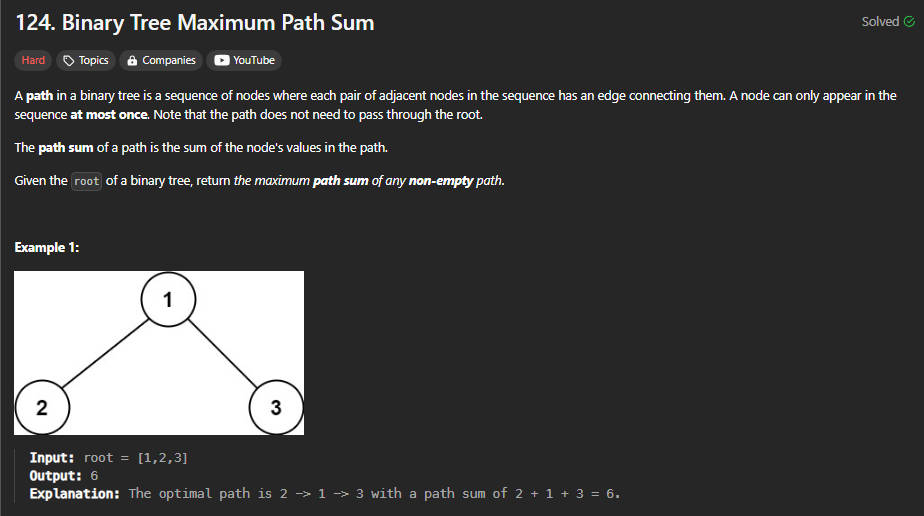 124. Binary Tree Maximum Path Sum
Solved
Hard Topics Companies YouTube
A path in a binary tree is a sequence of nodes where each pair of adjacent nodes in the sequence has an edge connecting them. A node can only appear in the
sequence at most once. Note that the path does not need to pass through the root.
The path sum of a path is the sum of the node's values in the path.
Given the root of a binary tree, return the maximum path sum of any non-empty path.
Example 1:
1
2 3
Input: root = [1,2,3]
Output: 6
Explanation: The optimal path is 2 -> 1 -> 3 with a path sum of 2 + 1 + 3 = 6.